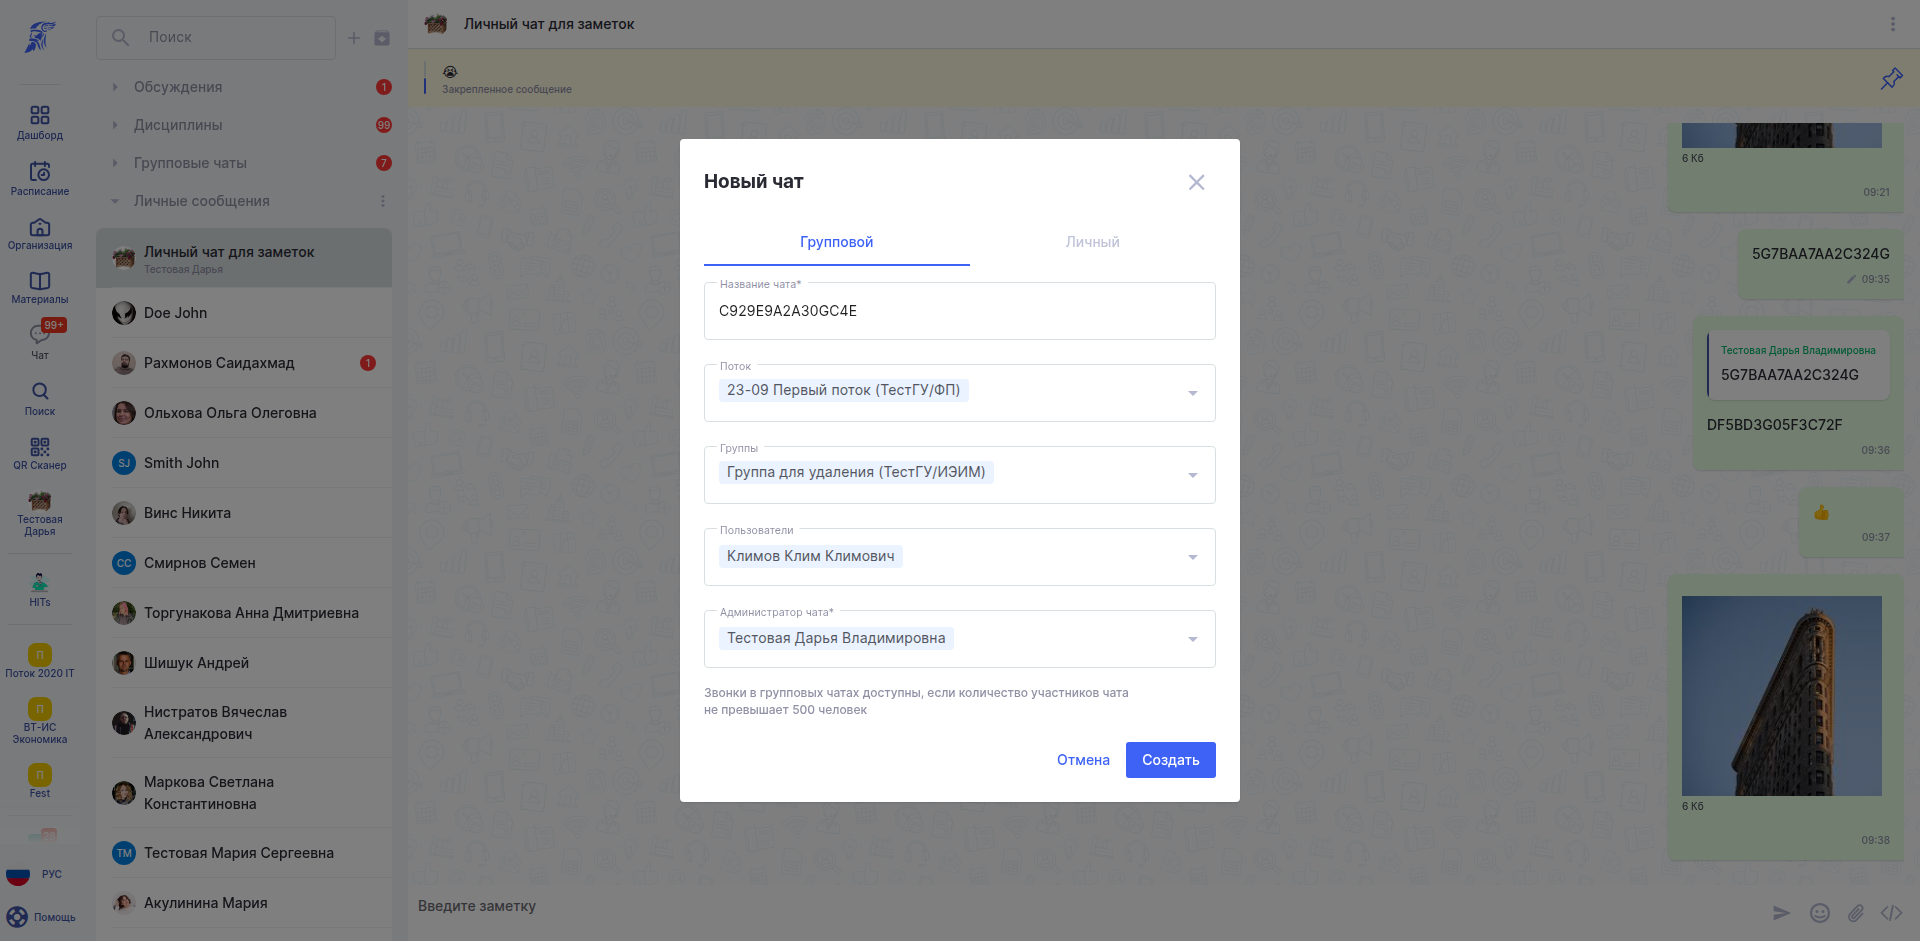 Дашборд
Расписание
Организация
Материалы
99+
Чат
Поиск
QR Сканер
Тестовая
Дарья
HITs
П
Поток 2020 IT
П
ВТ-ИС
Экономика
П
Fest
РУС
Помощь
Поиск
Обсуждения 1
Дисциплины 99
Групповые чаты 7
Личные сообщения
Личный чат для заметок
Тестовая Дарья
Doe John
Рахмонов Саидахмад 1
Ольхова Ольга Олеговна
SJ Smith John
Винс Никита
СС Смирнов Семен
Торгунакова Анна Дмитриевна
Шишук Андрей
Нистратов Вячеслав
Александрович
Маркова Светлана
Константиновна
ТМ Тестовая Мария Сергеевна
Акулинина Мария
Личный чат для заметок
Закрепленное сообщение
6 Кб
09:21
5G7BAA7AA2C324G
09:35
Тестовая Дарья Владимировна
5G7BAA7AA2C324G
DF5BD3G05F3C72F
09:36
09:37
6 Кб
09:38
Введите заметку
Новый чат
Групповой
Личный
Название чата*
C929E9A2A30GC4E
Поток
23-09 Первый поток (ТестГУ/ФП)
Группы
Группа для удаления (ТестГУ/ИЭИМ)
Пользователи
Климов Клим Климович
Администратор чата*
Тестовая Дарья Владимировна
Звонки в групповых чатах доступны, если количество участников чата
не превышает 500 человек
Отмена
Создать